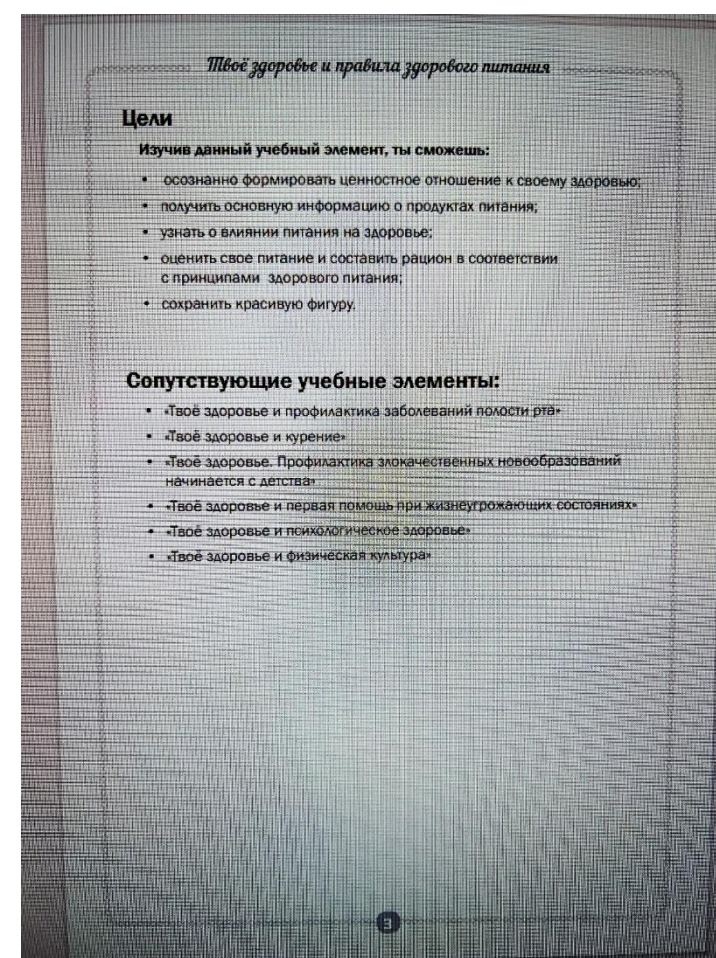 Твоё здоровье и правила здорового питания
Цели
Изучив данный учебный элемент, ты сможешь:
• осознанно формировать ценностное отношение к своему здоровью;
• получить основную информацию о продуктах питания;
• узнать о влиянии питания на здоровье;
• оценить свое питание и составить рацион в соответствии
с принципами здорового питания;
• сохранить красивую фигуру.
Сопутствующие учебные элементы:
• «Твоё здоровье и профилактика заболеваний полости рта»
• «Твоё здоровье и курение»
• «Твоё здоровье. Профилактика злокачественных новообразований
начинается с детства»
• «Твоё здоровье и первая помощь при жизнеугрожающих состояниях»
• «Твоё здоровье и психологическое здоровье»
• «Твоё здоровье и физическая культура»
3